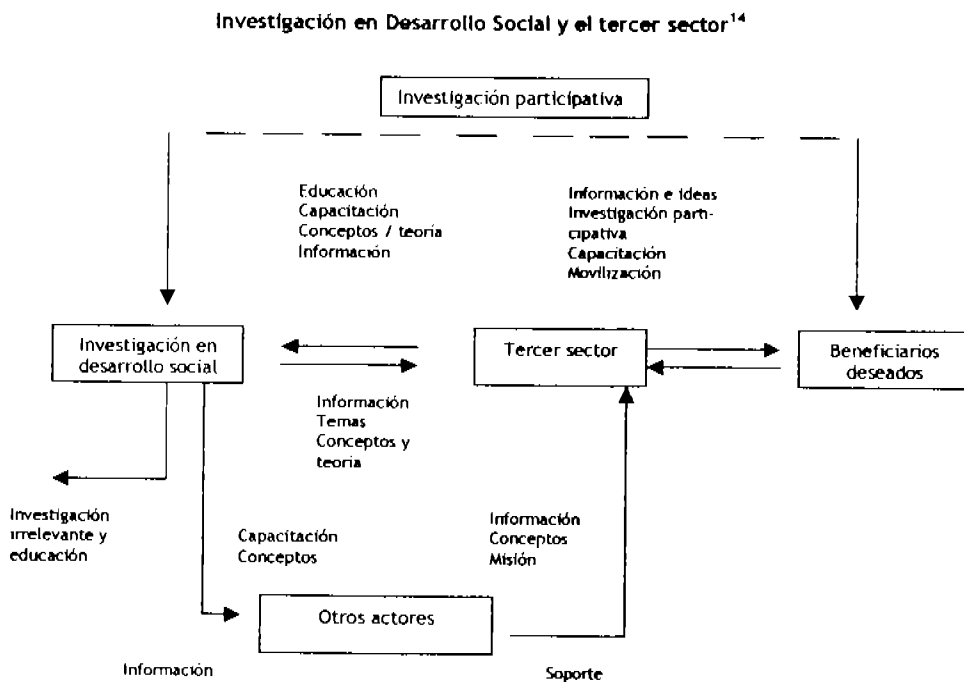 Investigación en Desarrollo Social y el tercer sector14
Investigación participativa
Educación
Capacitación
Conceptos / teoría
Información
Información e ideas
Investigación parti-
cipativa
Capacitación
Movilización
Investigación en
desarrollo social
Tercer sector
Beneficiarios
deseados
Información
Temas
Conceptos y
teoría
Investigación
irrelevante y
educación
Capacitación
Conceptos
Información
Conceptos
Misión
Otros actores
Información
Soporte